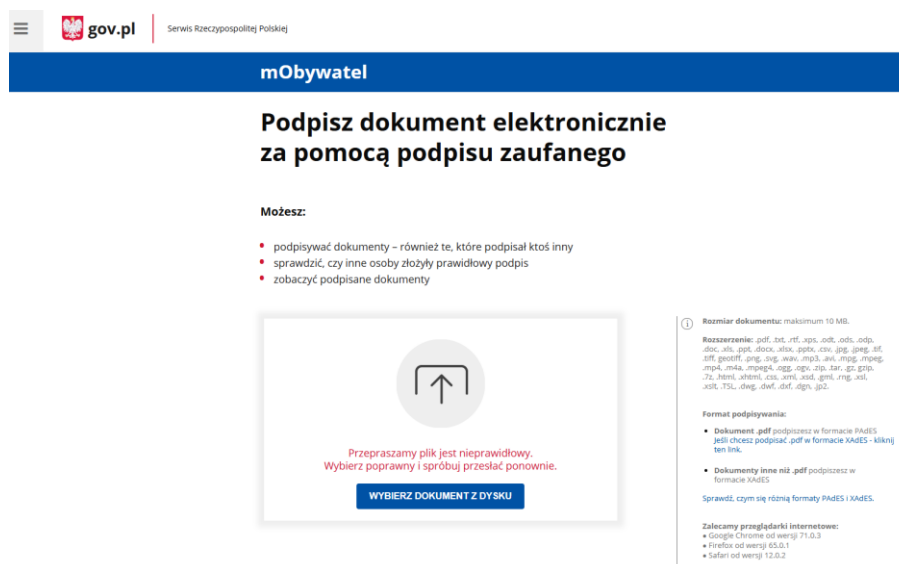 gov.pl
Serwis Rzeczypospolitej Polskiej
mObywatel
Podpisz dokument elektronicznie
za pomocą podpisu zaufanego
Możesz:
podpisywać dokumenty – również te, które podpisał ktoś inny
sprawdzić, czy inne osoby złożyły prawidłowy podpis
zobaczyć podpisane dokumenty
Przepraszamy plik jest nieprawidłowy.
Wybierz poprawny i spróbuj przesłać ponownie.
WYBIERZ DOKUMENT Z DYSKU
Rozmiar dokumentu: maksimum 10 MB.
Rozszerzenie: .pdf, .txt, .rtf, .xps, .odt, .ods, .odp,
.doc, .xls, .ppt, .docx, .xlsx, .pptx, .csv, .jpg, .jpeg, .tif,
.tiff, geotiff, .png, .svg, .wav, .mp3, .avi, .mpg, .mpeg,
.mp4, .m4a, .mpeg4, .ogg, .ogv, .zip, .tar, .gz, gzip,
.7z, .html, .xhtml, .css, .xml, .xsd, .gml, .rng, .xsl,
.xslt, .TSL, .dwg, .dwf, .dxf, .dgn, .jp2.
Format podpisywania:
Dokument .pdf podpiszesz w formacie PAdES
Jeśli chcesz podpisać .pdf w formacie XAdES - kliknij
ten link.
Dokumenty inne niż .pdf podpiszesz w
formacie XAdES
Sprawdź, czym się różnią formaty PAdES i XAdES.
Zalecamy przeglądarki internetowe:
Google Chrome od wersji 71.0.3
Firefox od wersji 65.0.1
Safari od wersji 12.0.2